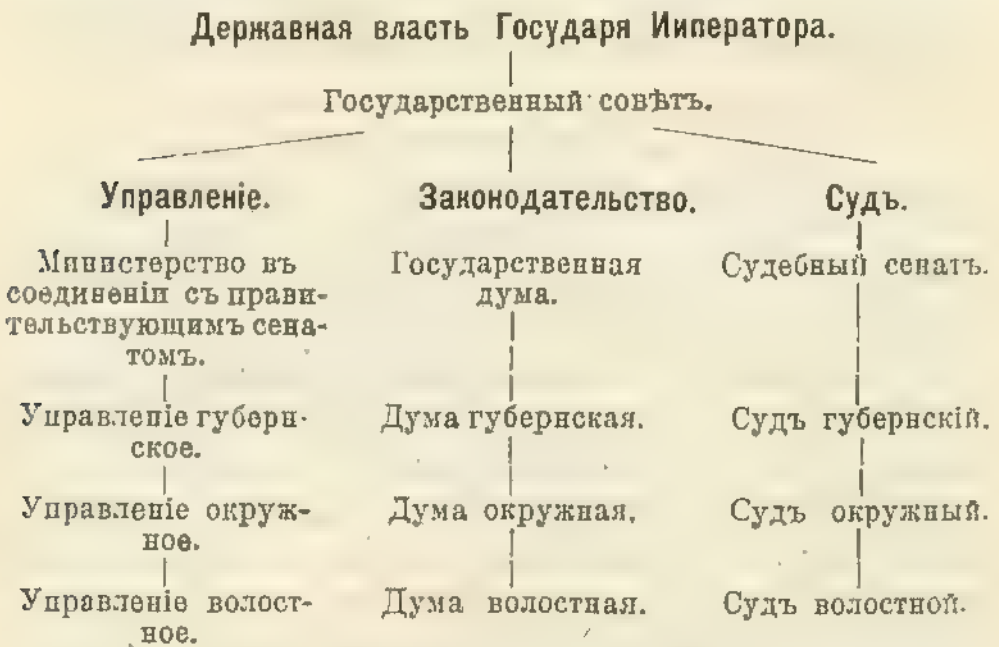 Державная власть Государя Ииператора.
Государственный совѣтъ.
Управленіе. Законодательство. Судъ.
Министерство въ Государственная Судебный сенатъ.
соединеніи съ прави- дума.
тельствующимъ сена-
томъ.
Управленіе губерн- Дума губернская. Судъ губернскій.
ское.
Управленіе окруж- Дума окружная. Судъ окружный.
ное.
Управленіе волост- Дума волостная. Судъ волостной.
ное.